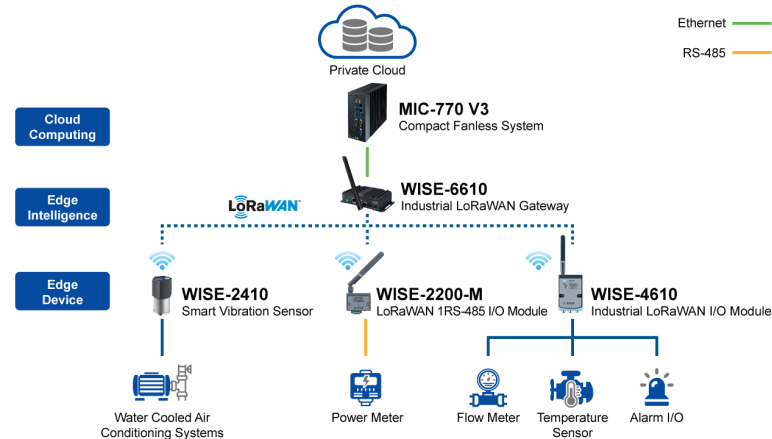 Ethernet
RS-485
Private Cloud
Cloud
Computing
MIC-770 V3
Compact Fanless System
Edge
Intelligence
LoRaWAN™
WISE-6610
Industrial LoRaWAN Gateway
Edge
Device
WISE-2410
Smart Vibration Sensor
WISE-2200-M
LoRaWAN 1RS-485 I/O Module
WISE-4610
Industrial LoRaWAN I/O Module
Water Cooled Air
Conditioning Systems
Power Meter
Flow Meter
Temperature
Sensor
Alarm I/O